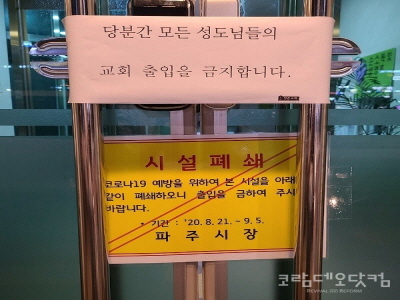 당분간 모든 성도님들의
교회 출입을 금지합니다.
시설폐쇄
코로나19 예방을 위하여 본 시설을 아래
같이 폐쇄하오니 출입을 금하여 주시
바랍니다.
• 기간 : '20. 8. 21. ~ 9. 5.
파주시장
코람데오닷컴